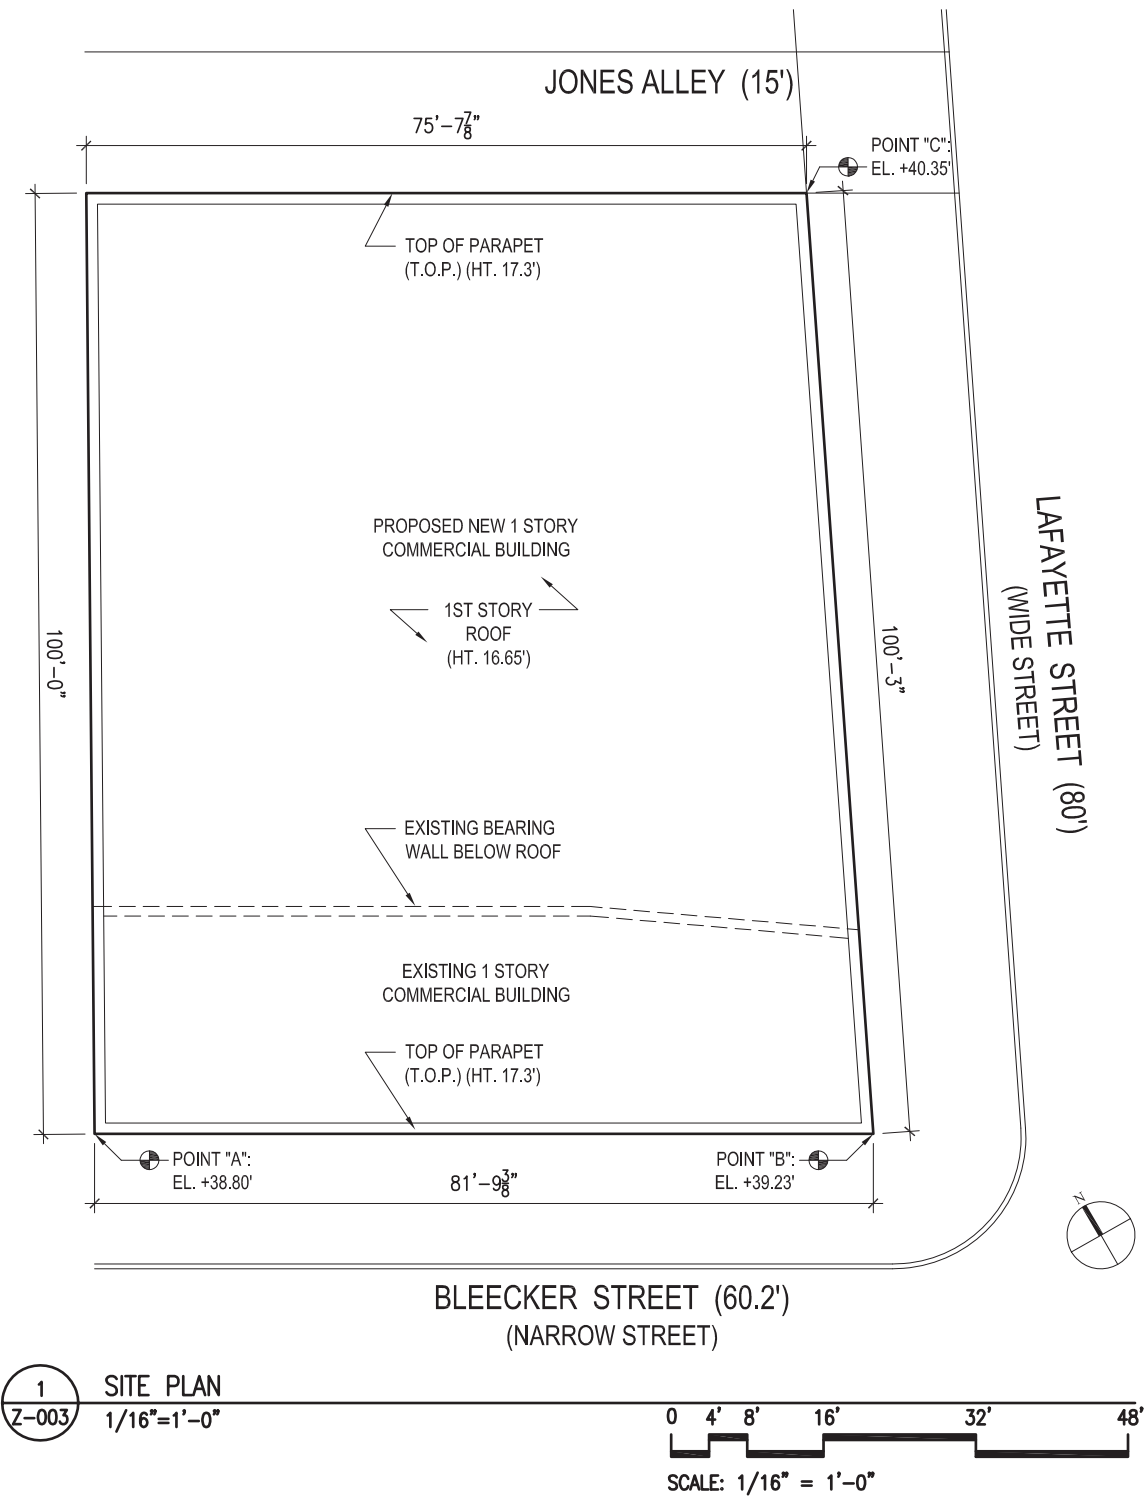 JONES ALLEY (15')
75'-7⅞"
POINT "C":
EL. +40.35'
TOP OF PARAPET
(T.O.P.) (HT. 17.3')
PROPOSED NEW 1 STORY
COMMERCIAL BUILDING
1ST STORY
ROOF
(HT. 16.65')
100'-0"
100'-3"
LAFAYETTE STREET (80')
(WIDE STREET)
EXISTING BEARING
WALL BELOW ROOF
EXISTING 1 STORY
COMMERCIAL BUILDING
TOP OF PARAPET
(T.O.P.) (HT. 17.3')
POINT "A":
EL. +38.80'
POINT "B":
EL. +39.23'
81'-9⅜"
N
BLEECKER STREET (60.2')
(NARROW STREET)
1
Z-003
SITE PLAN
1/16"=1'-0"
0 4' 8' 16' 32' 48'
SCALE: 1/16" = 1'-0"